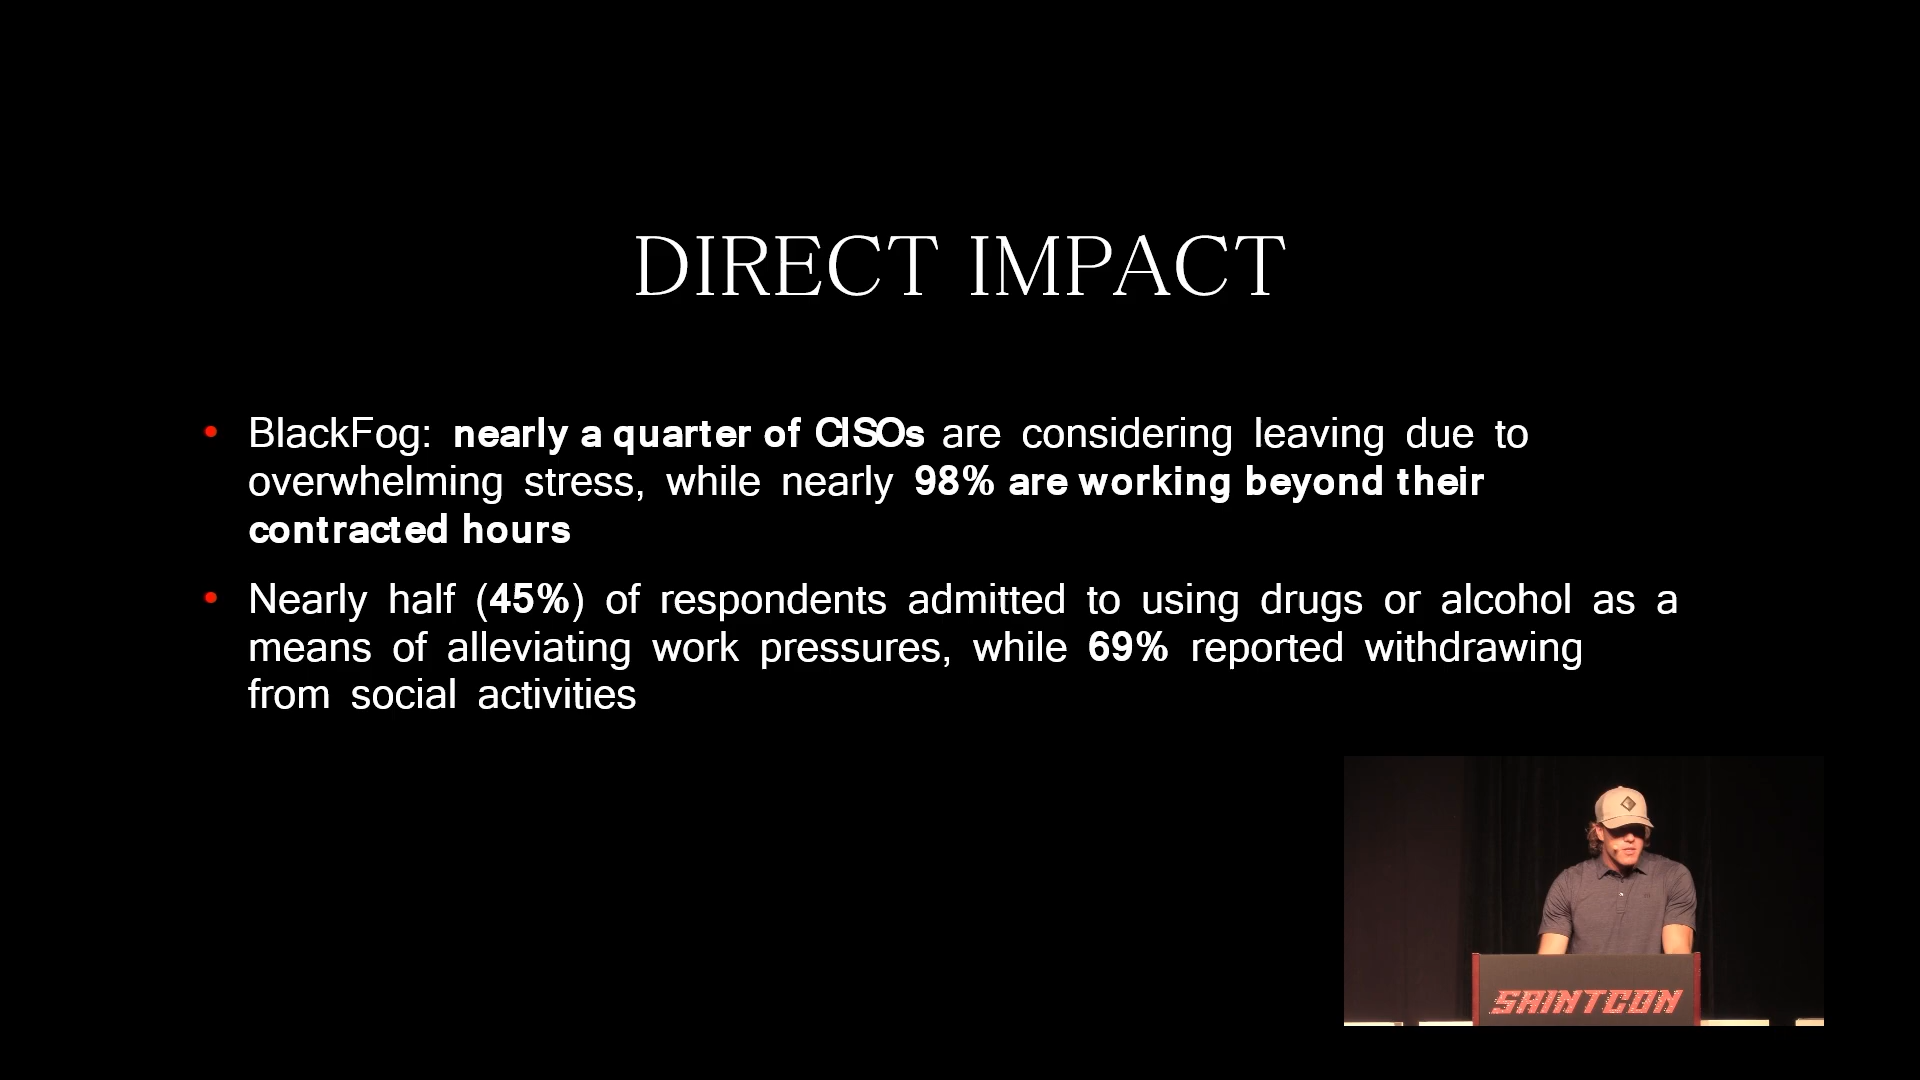 DIRECT IMPACT
• BlackFog: nearly a quarter of CISOs are considering leaving due to
overwhelming stress, while nearly 98% are working beyond their
contracted hours
• Nearly half (45%) of respondents admitted to using drugs or alcohol as a
means of alleviating work pressures, while 69% reported withdrawing
from social activities
SAINTCON